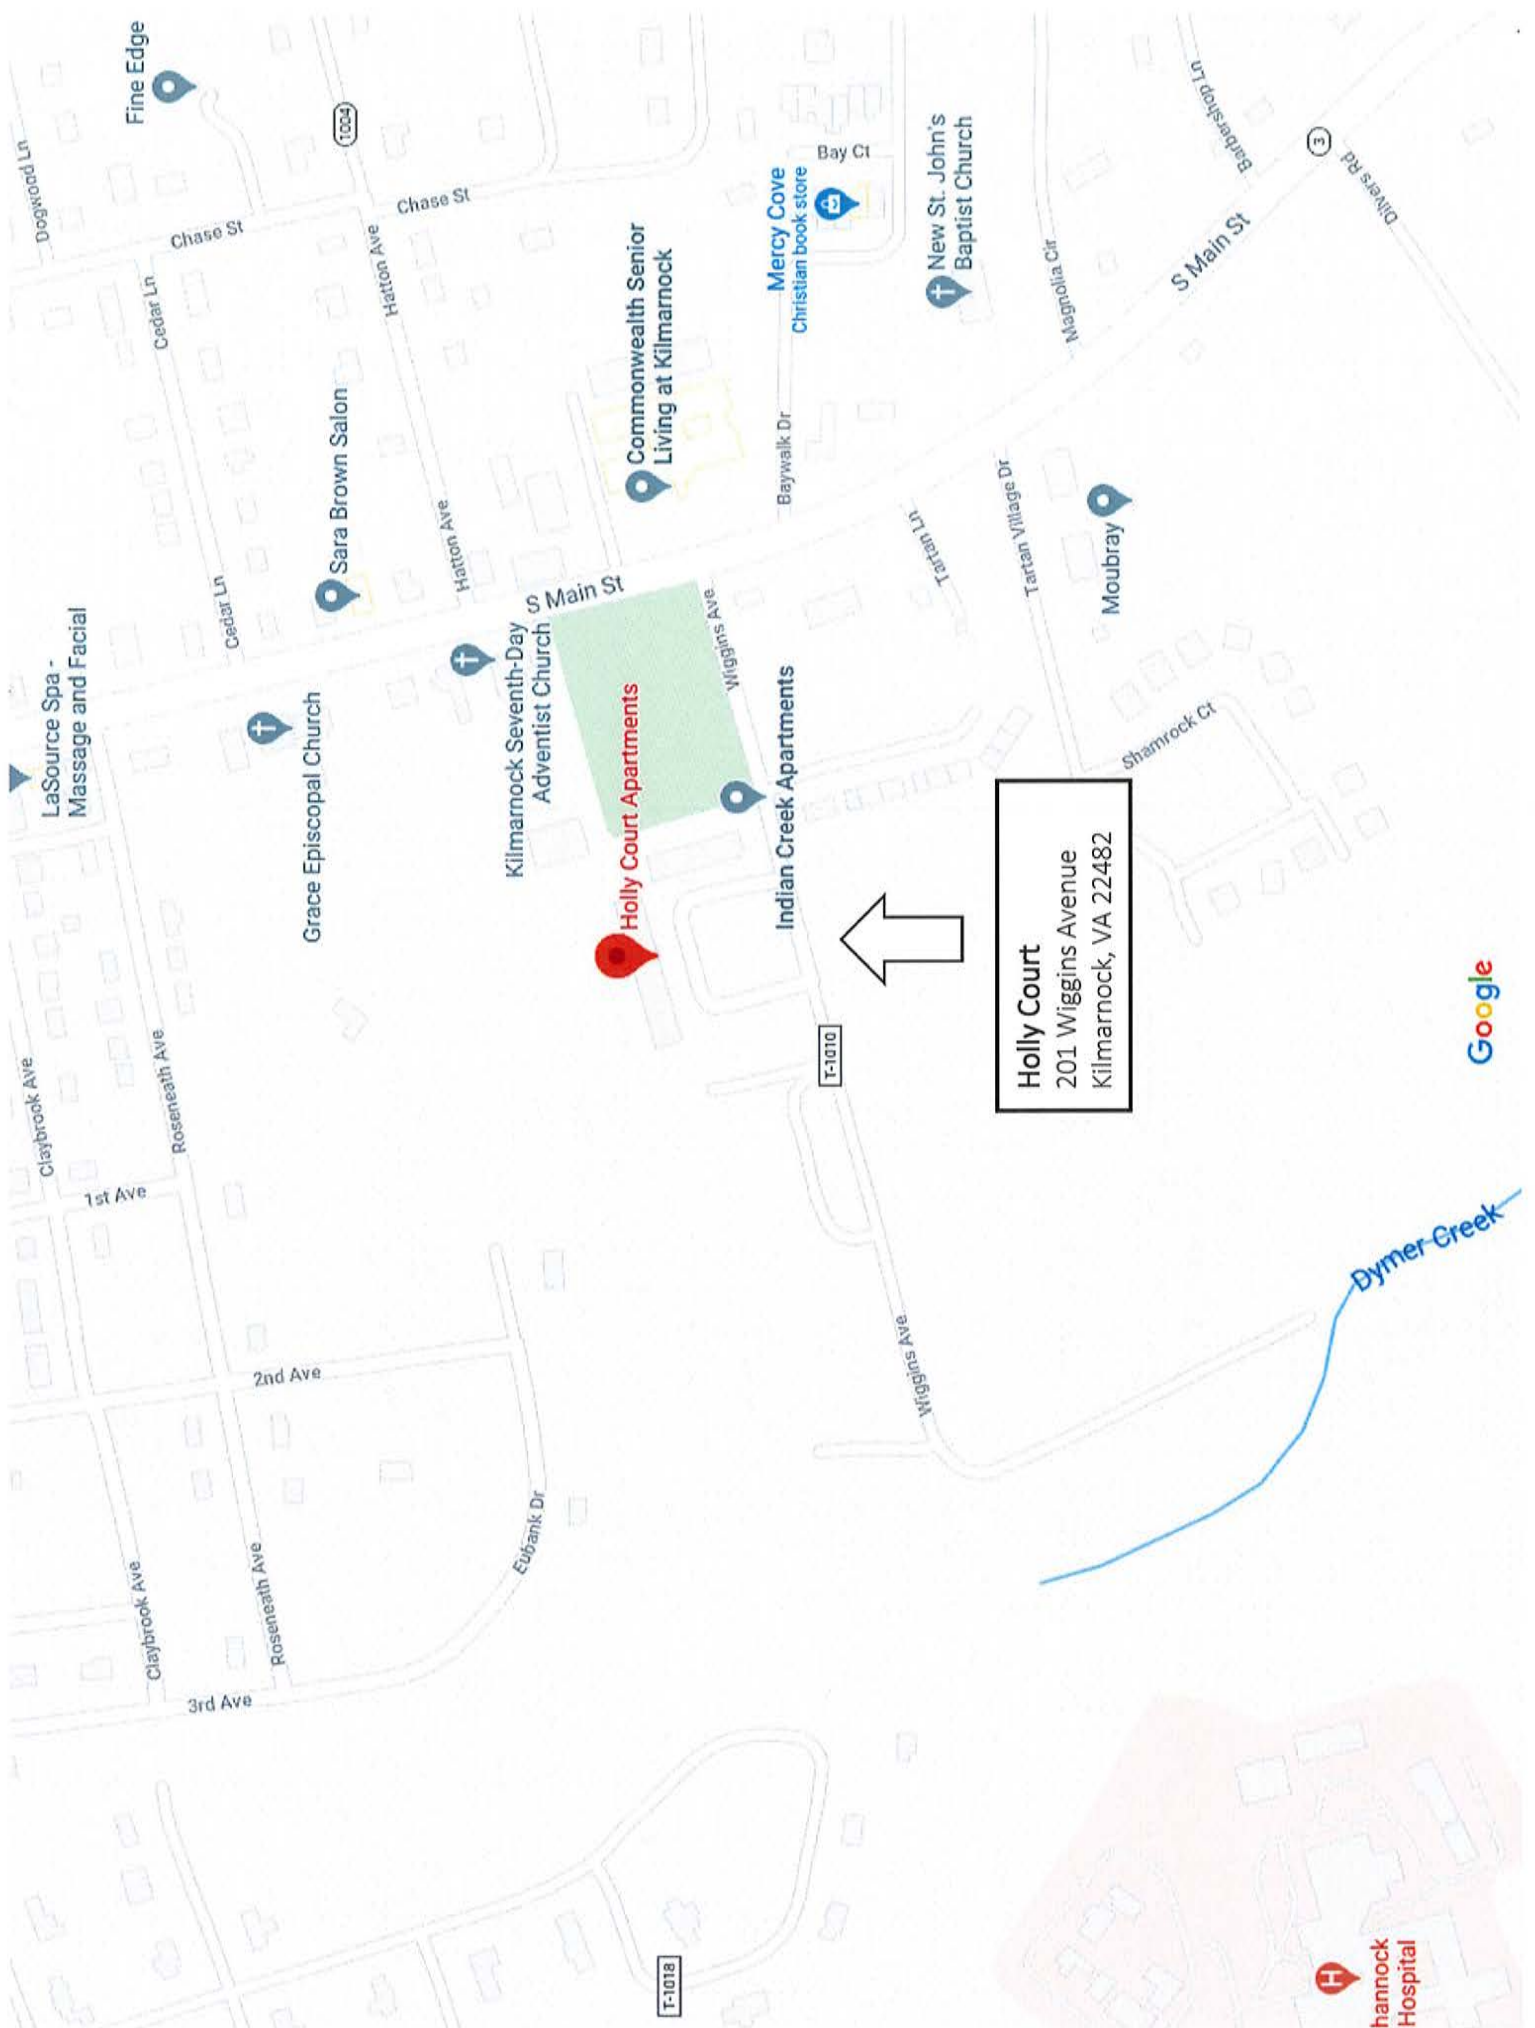 LaSource Spa -
Massage and Facial
Dogwood Ln
Claybrook Ave
1st Ave
Fine Edge
Claybrook Ave
Roseneath Ave
Cedar Ln
Chase St
3rd Ave
Cedar Ln
Roseneath Ave
2nd Ave
Grace Episcopal Church
Sara Brown Salon
1004
Hatton Ave
Chase St
Hatton Ave
Eubank Dr
Kilmarnock Seventh-Day
Adventist Church
S Main St
Holly Court Apartments
Commonwealth Senior
Living at Kilmarnock
T-1018
Wiggins Ave
Indian Creek Apartments
Baywalk Dr
Mercy Cove
Christian book store
Bay Ct
T-1010
Wiggins Ave
Tartan Ln
New St. John's
Baptist Church
Tartan Village Dr
Magnolia Cir
Holly Court
201 Wiggins Avenue
Kilmarnock, VA 22482
Moubray
Shamrock Ct
S Main St
Barbershop Ln
3
Dilvers Rd
Dymer Creek
hannock
Hospital
H
Google